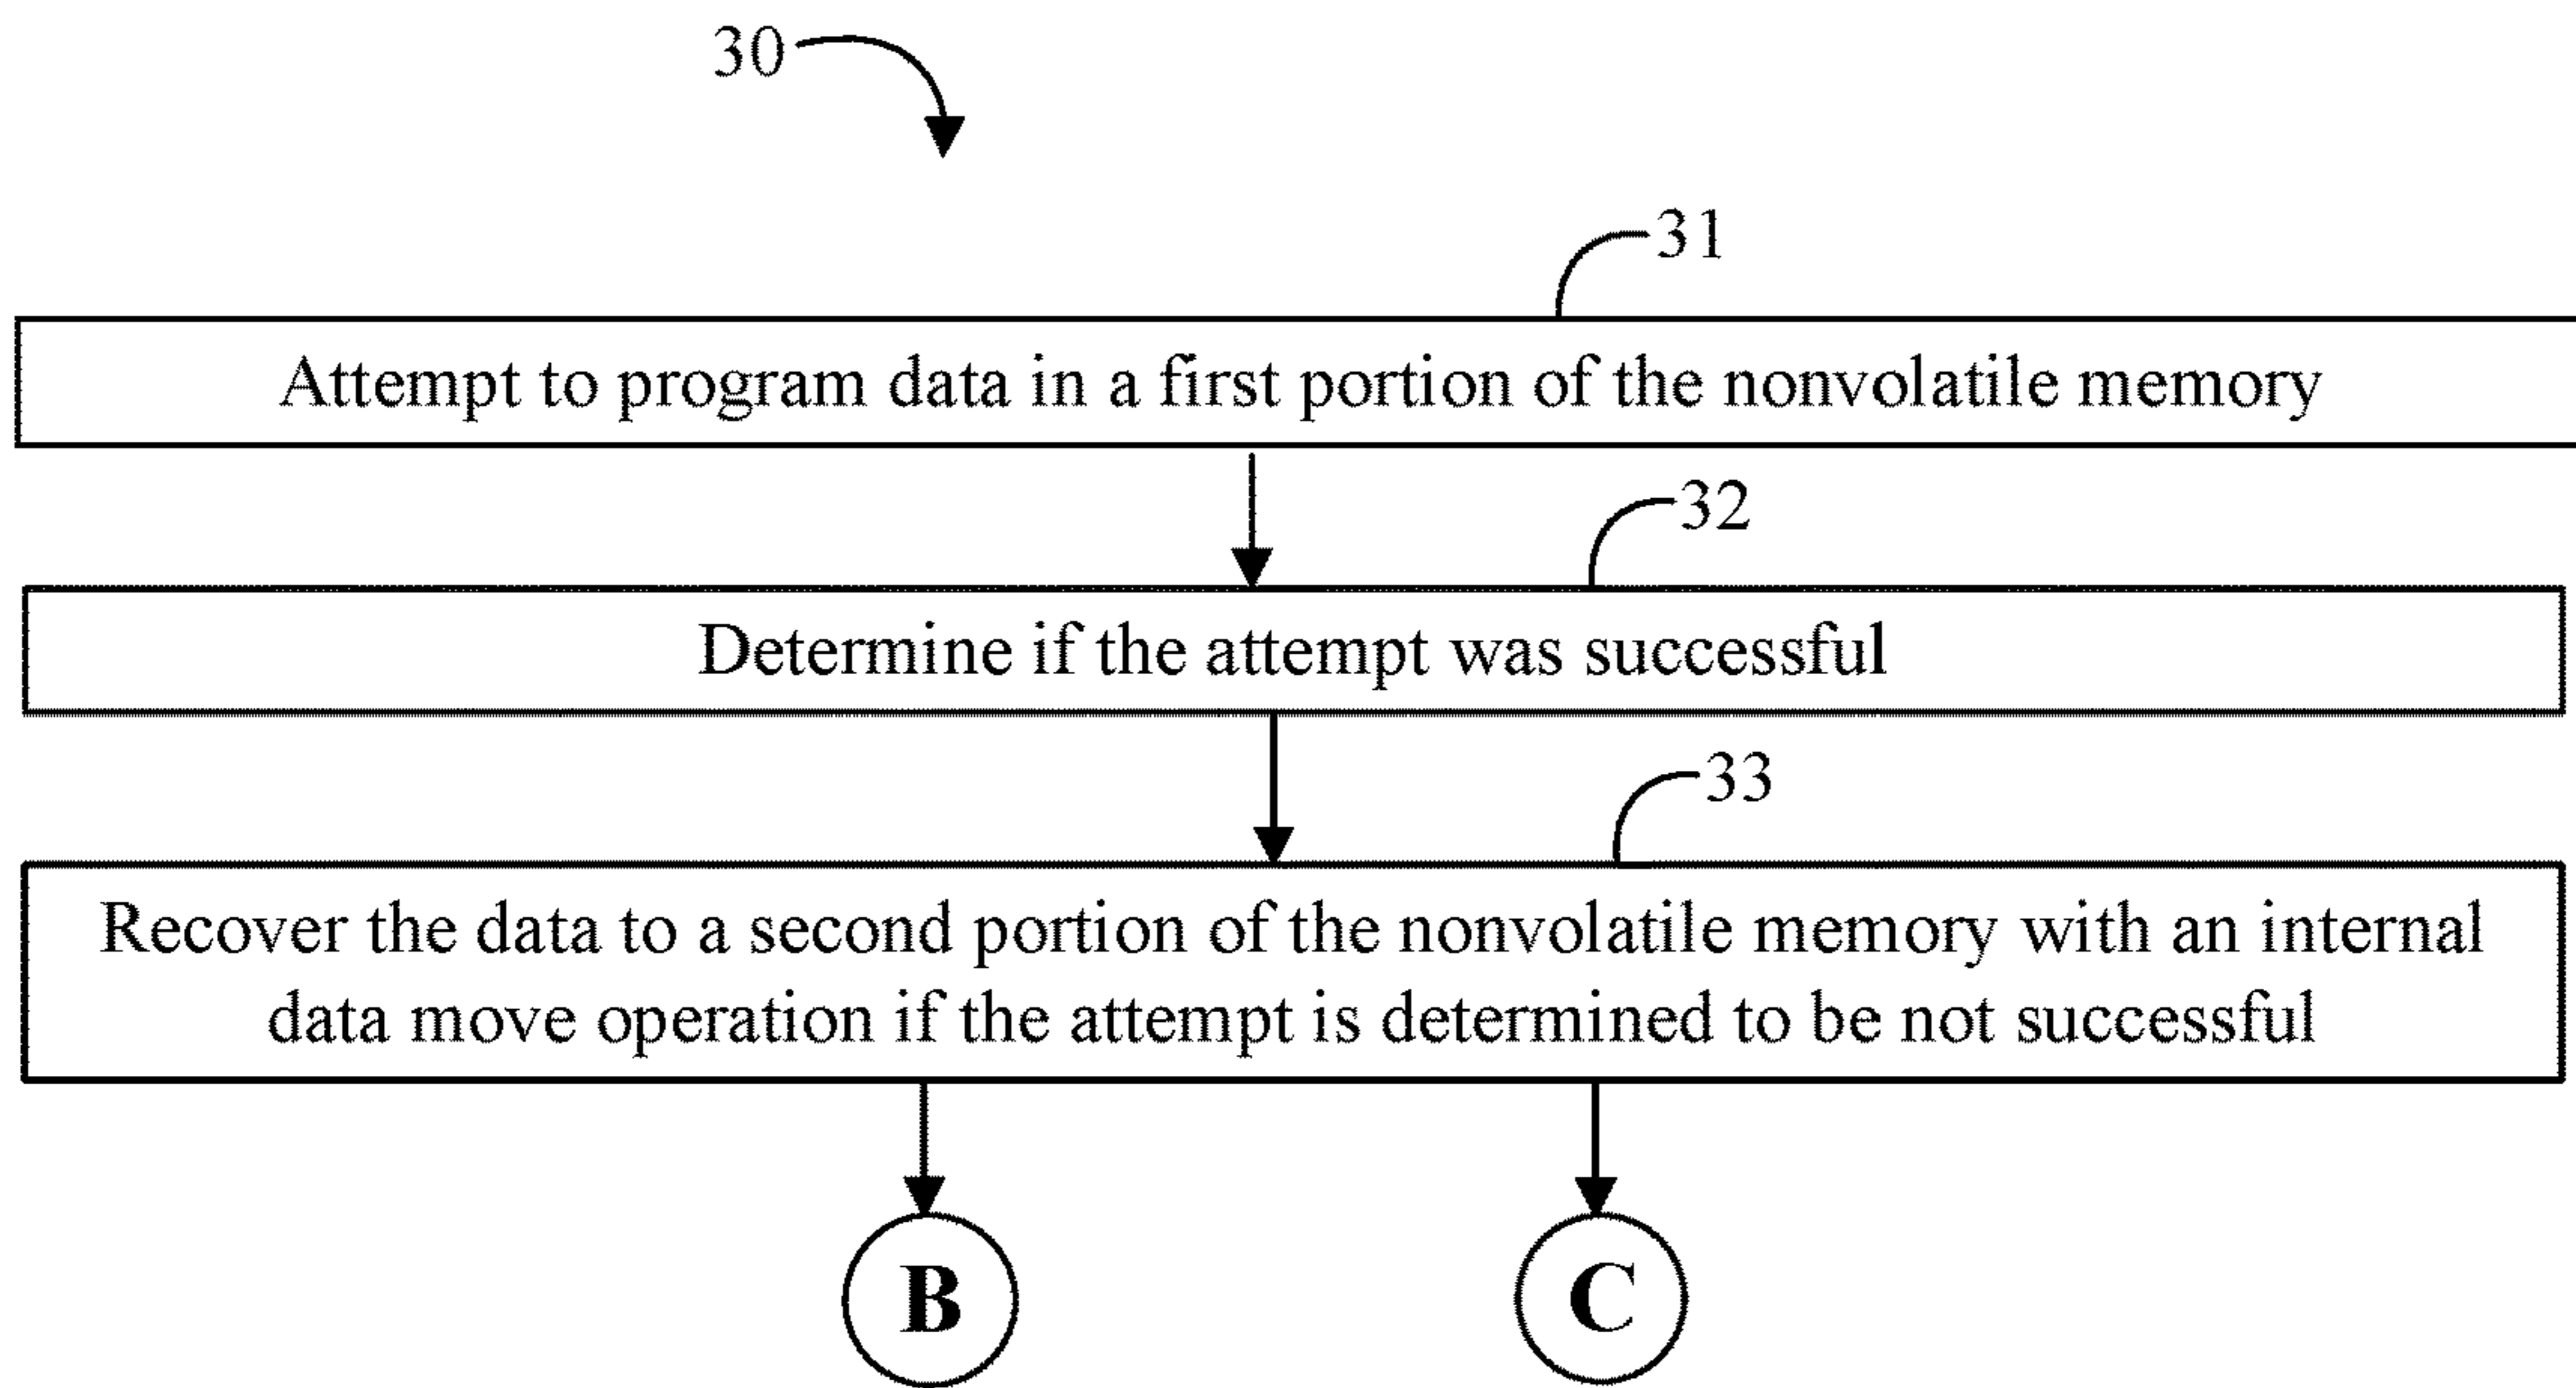 30
31
Attempt to program data in a first portion of the nonvolatile memory
32
Determine if the attempt was successful
33
Recover the data to a second portion of the nonvolatile memory with an internal
data move operation if the attempt is determined to be not successful
B
C